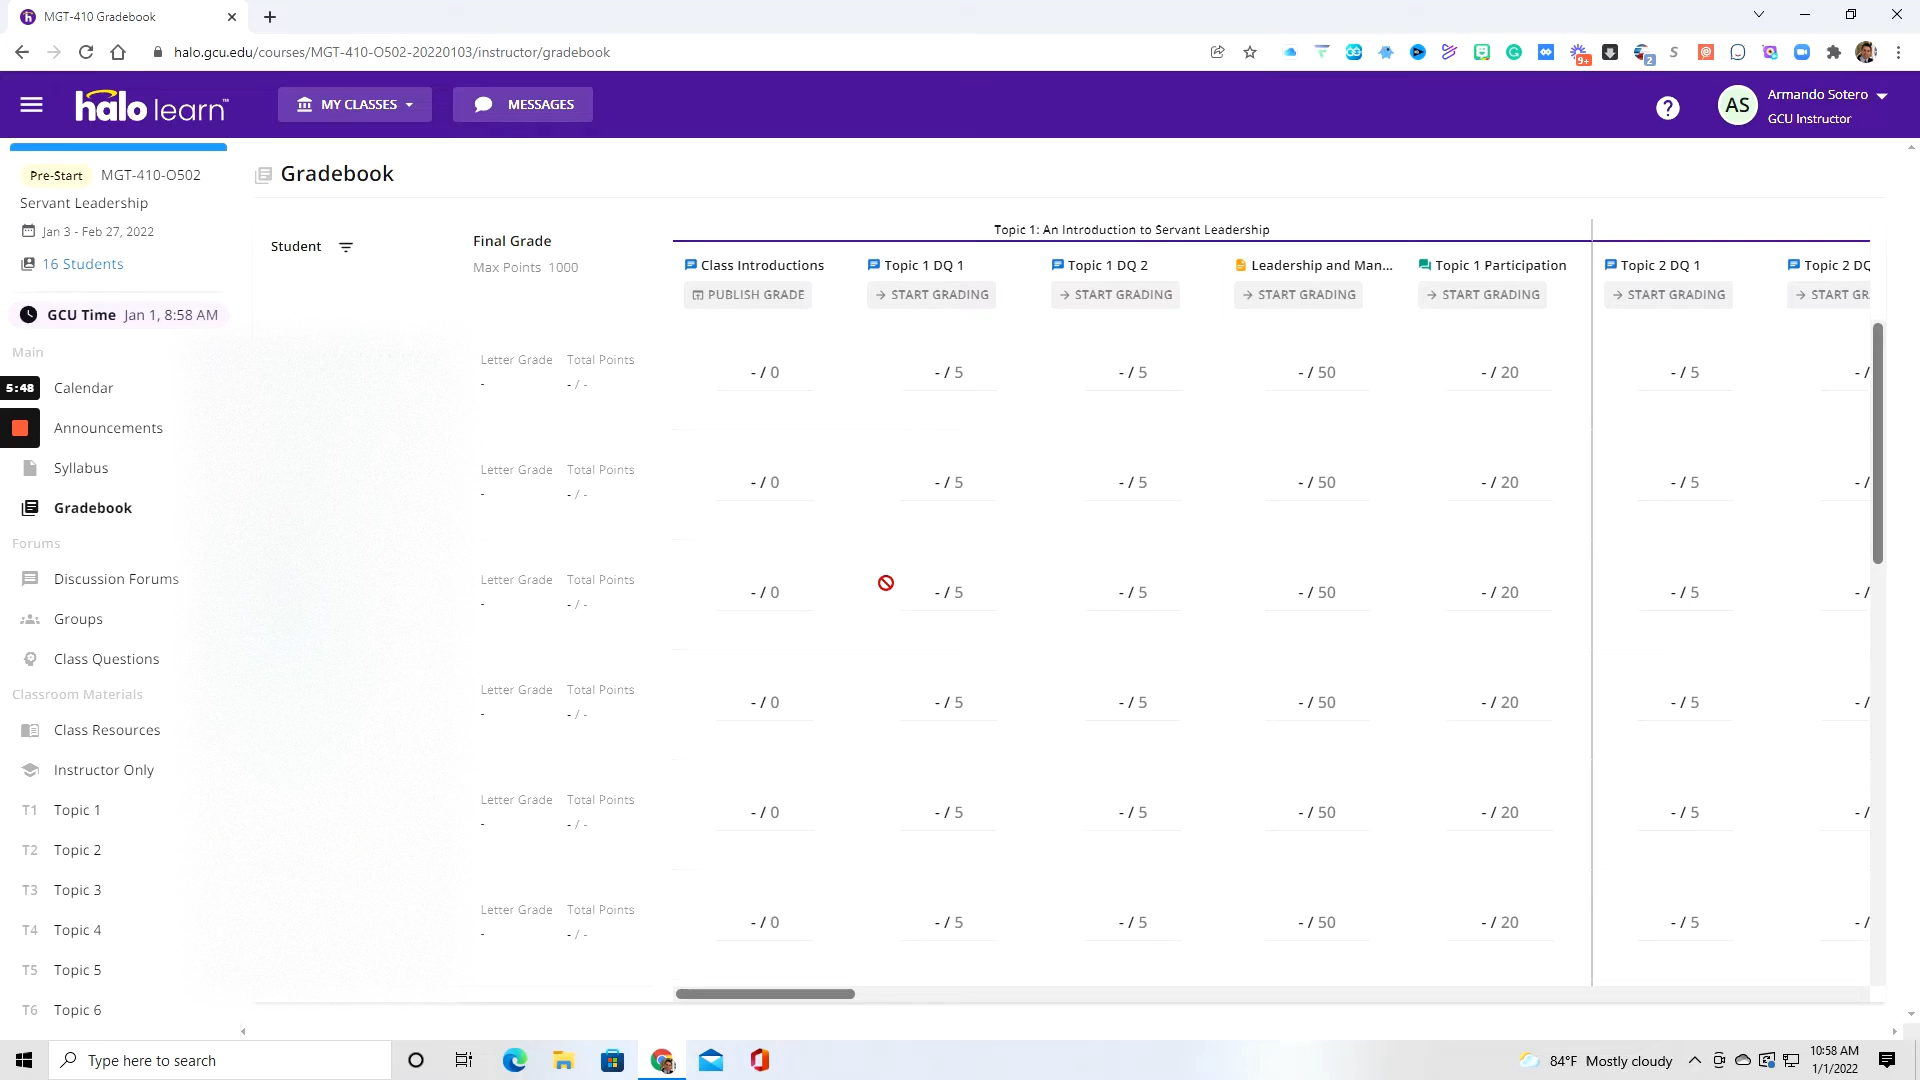 MGT-410 Gradebook
halo.gcu.edu/courses/MGT-410-O502-20220103/instructor/gradebook
9+
2
S
halo learn™
MY CLASSES
MESSAGES
?
AS
Armando Sotero
GCU Instructor
Pre-Start MGT-410-O502
Servant Leadership
Jan 3 - Feb 27, 2022
16 Students
GCU Time Jan 1, 8:58 AM
Main
5:48
Calendar
Announcements
Syllabus
Gradebook
Forums
Discussion Forums
Groups
Class Questions
Classroom Materials
Class Resources
Instructor Only
T1 Topic 1
T2 Topic 2
T3 Topic 3
T4 Topic 4
T5 Topic 5
T6 Topic 6
Gradebook
Student
Final Grade
Max Points 1000
Topic 1: An Introduction to Servant Leadership
Class Introductions Topic 1 DQ 1 Topic 1 DQ 2 Leadership and Man... Topic 1 Participation Topic 2 DQ 1 Topic 2 DQ
PUBLISH GRADE START GRADING START GRADING START GRADING START GRADING START GRADING START GR
Letter Grade Total Points
- - / - - / 0 - / 5 - / 5 - / 50 - / 20 - / 5 - /
Letter Grade Total Points
- - / - - / 0 - / 5 - / 5 - / 50 - / 20 - / 5 - /
Letter Grade Total Points
- - / - - / 0 - / 5 - / 5 - / 50 - / 20 - / 5 - /
Letter Grade Total Points
- - / - - / 0 - / 5 - / 5 - / 50 - / 20 - / 5 - /
Letter Grade Total Points
- - / - - / 0 - / 5 - / 5 - / 50 - / 20 - / 5 - /
Letter Grade Total Points
- - / - - / 0 - / 5 - / 5 - / 50 - / 20 - / 5 - /
Type here to search
84°F Mostly cloudy
10:58 AM
1/1/2022